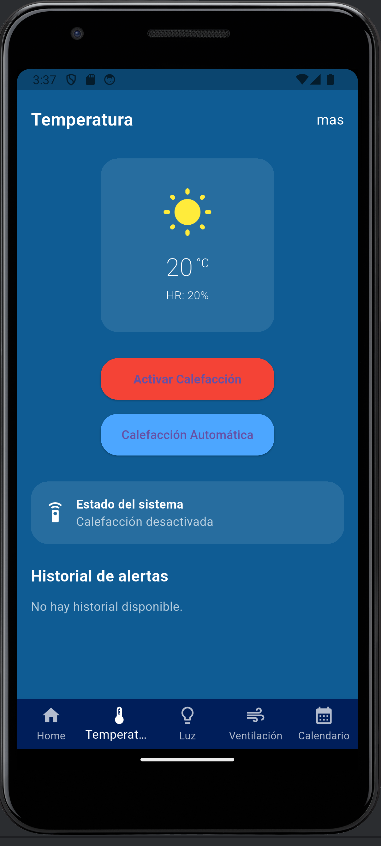 3:37
Temperatura
mas
20 °C
HR: 20%
Activar Calefacción
Calefacción Automática
Estado del sistema
Calefacción desactivada
Historial de alertas
No hay historial disponible.
Home
Temperat...
Luz
Ventilación
Calendario